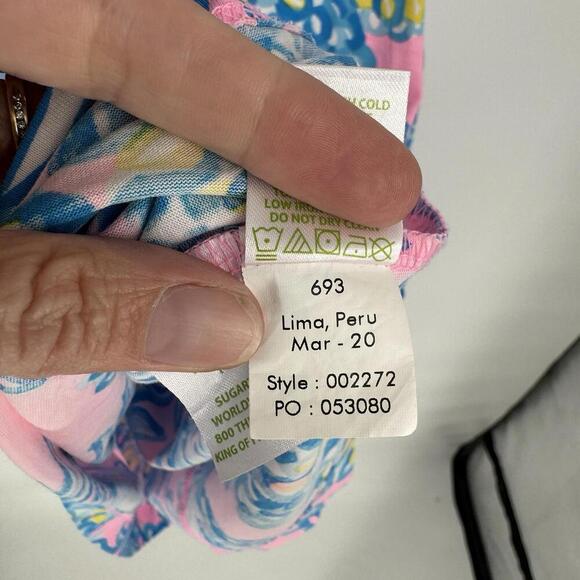 COLD
LOW
DO NOT DRY CLEAN
693
Lima, Peru
Mar - 20
Style : 002272
PO : 053080
SUGAR
WORLD
800 TH
KING OF